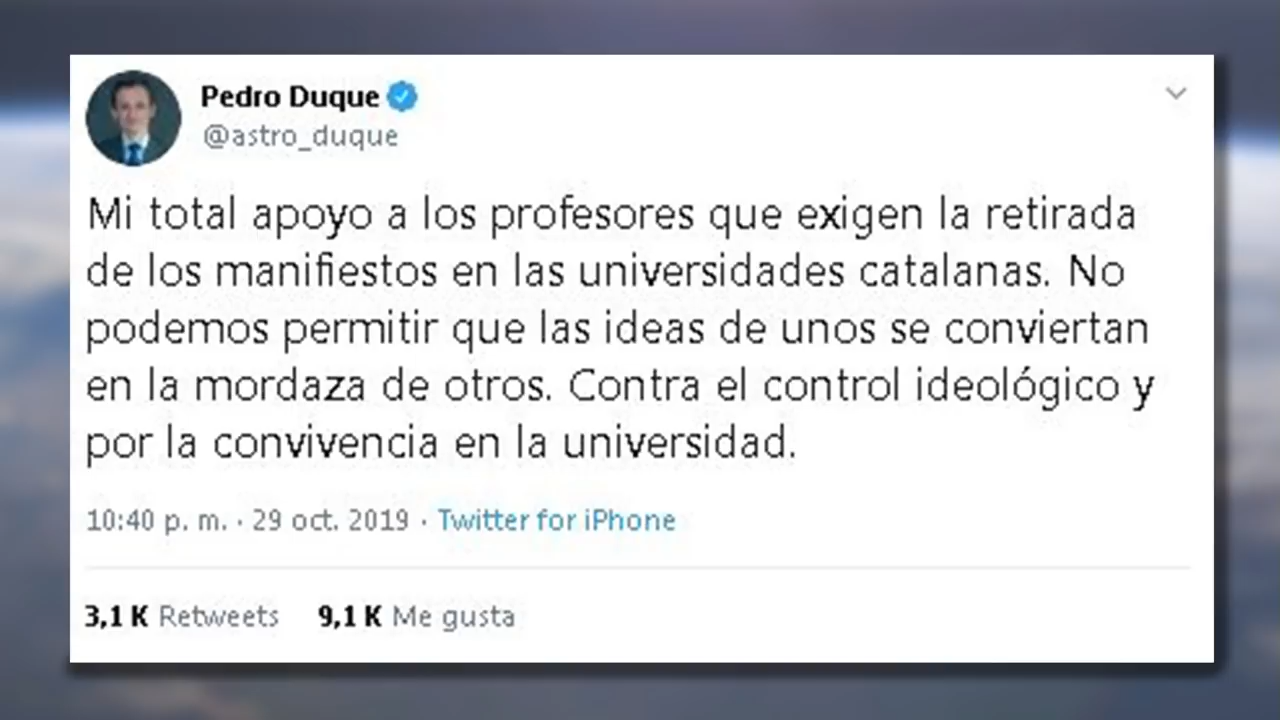 Pedro Duque
@astro_duque
Mi total apoyo a los profesores que exigen la retirada
de los manifiestos en las universidades catalanas. No
podemos permitir que las ideas de unos se conviertan
en la mordaza de otros. Contra el control ideológico y
por la convivencia en la universidad.
10:40 p. m. · 29 oct. 2019 · Twitter for iPhone
3,1 K Retweets 9,1 K Me gusta